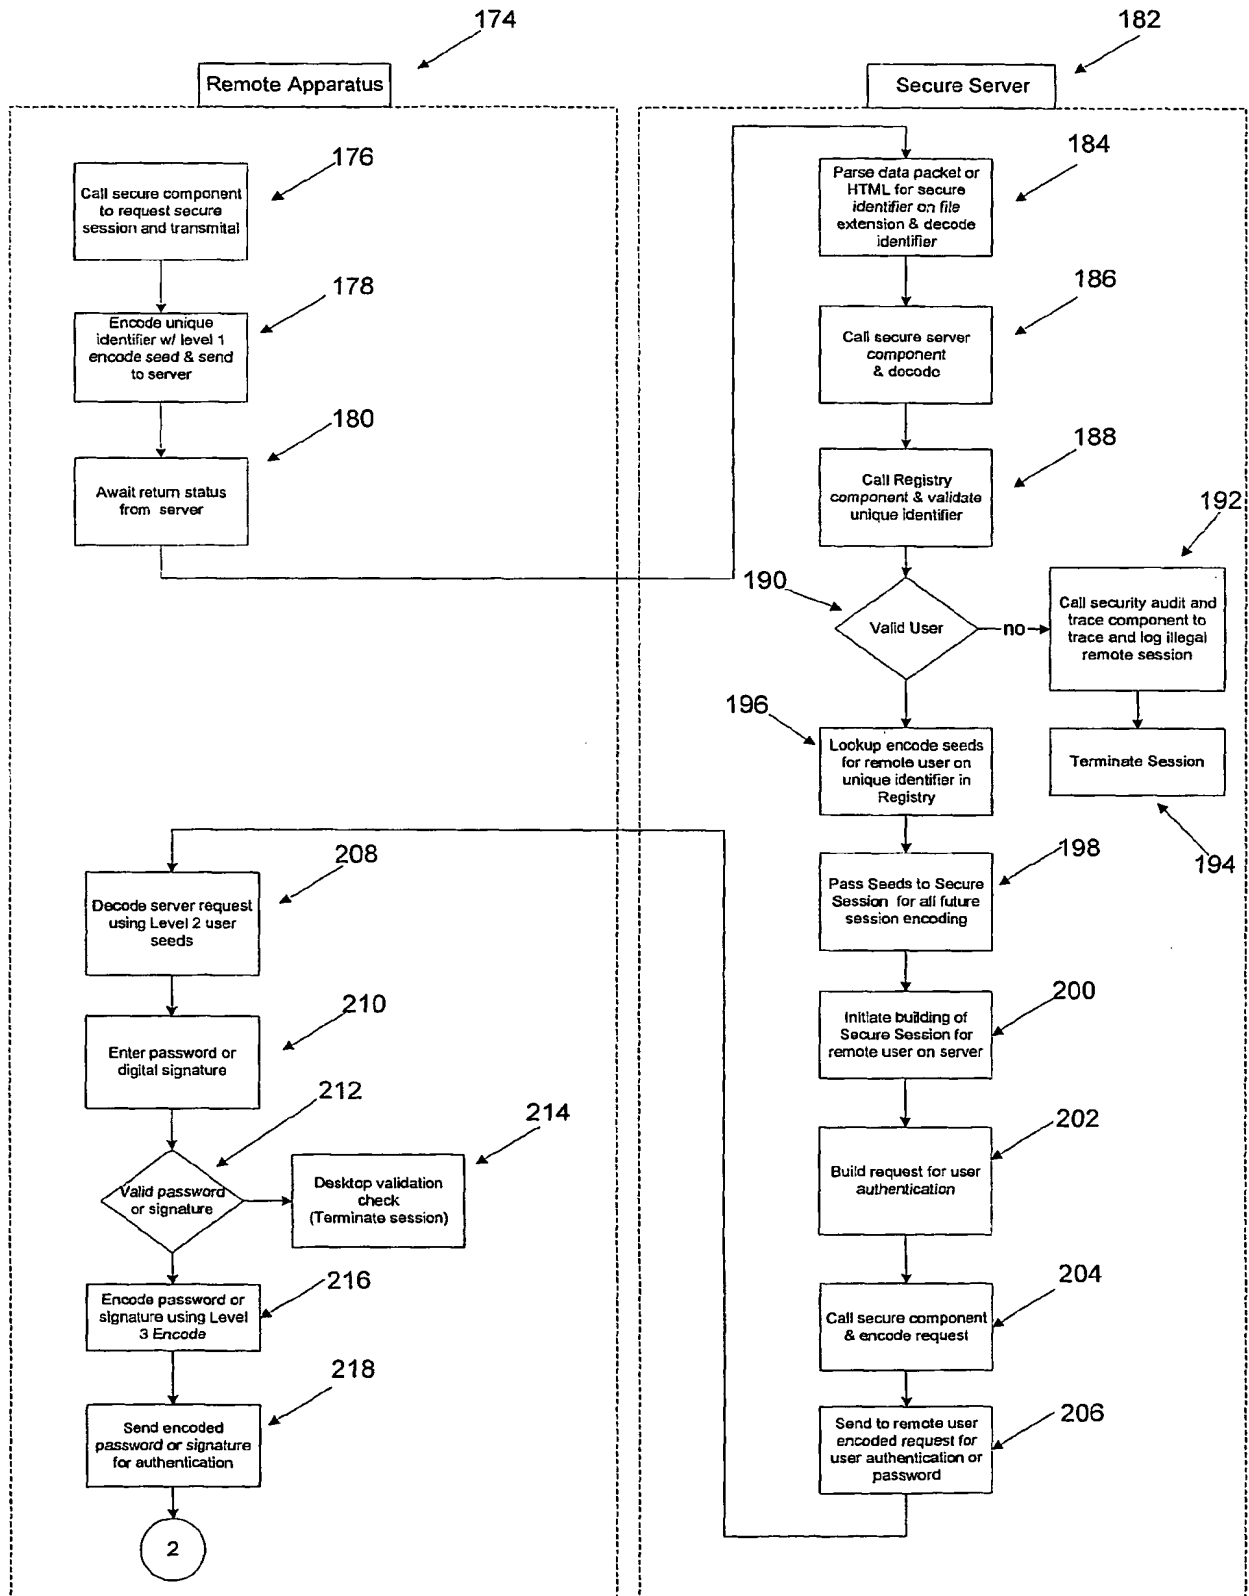 174
Remote Apparatus
176
Call secure component
to request secure
session and transmital
178
Encode unique
identifier w/ level 1
encode seed & send
to server
180
Await return status
from server
182
Secure Server
184
Parse data packet or
HTML for secure
identifier on file
extension & decode
identifier
186
Call secure server
component
& decode
188
Call Registry
component & validate
unique identifier
190
Valid User
no
192
Call security audit and
trace component to
trace and log illegal
remote session
Terminate Session
194
196
Lookup encode seeds
for remote user on
unique identifier in
Registry
198
Pass Seeds to Secure
Session for all future
session encoding
200
Initiate building of
Secure Session for
remote user on server
202
Build request for user
authentication
204
Call secure component
& encode request
206
Send to remote user
encoded request for
user authentication or
password
208
Decode server request
using Level 2 user
seeds
210
Enter password or
digital signature
212
Valid password
or signature
214
Desktop validation
check
(Terminate session)
216
Encode password or
signature using Level
3 Encode
218
Send encoded
password or signature
for authentication
2